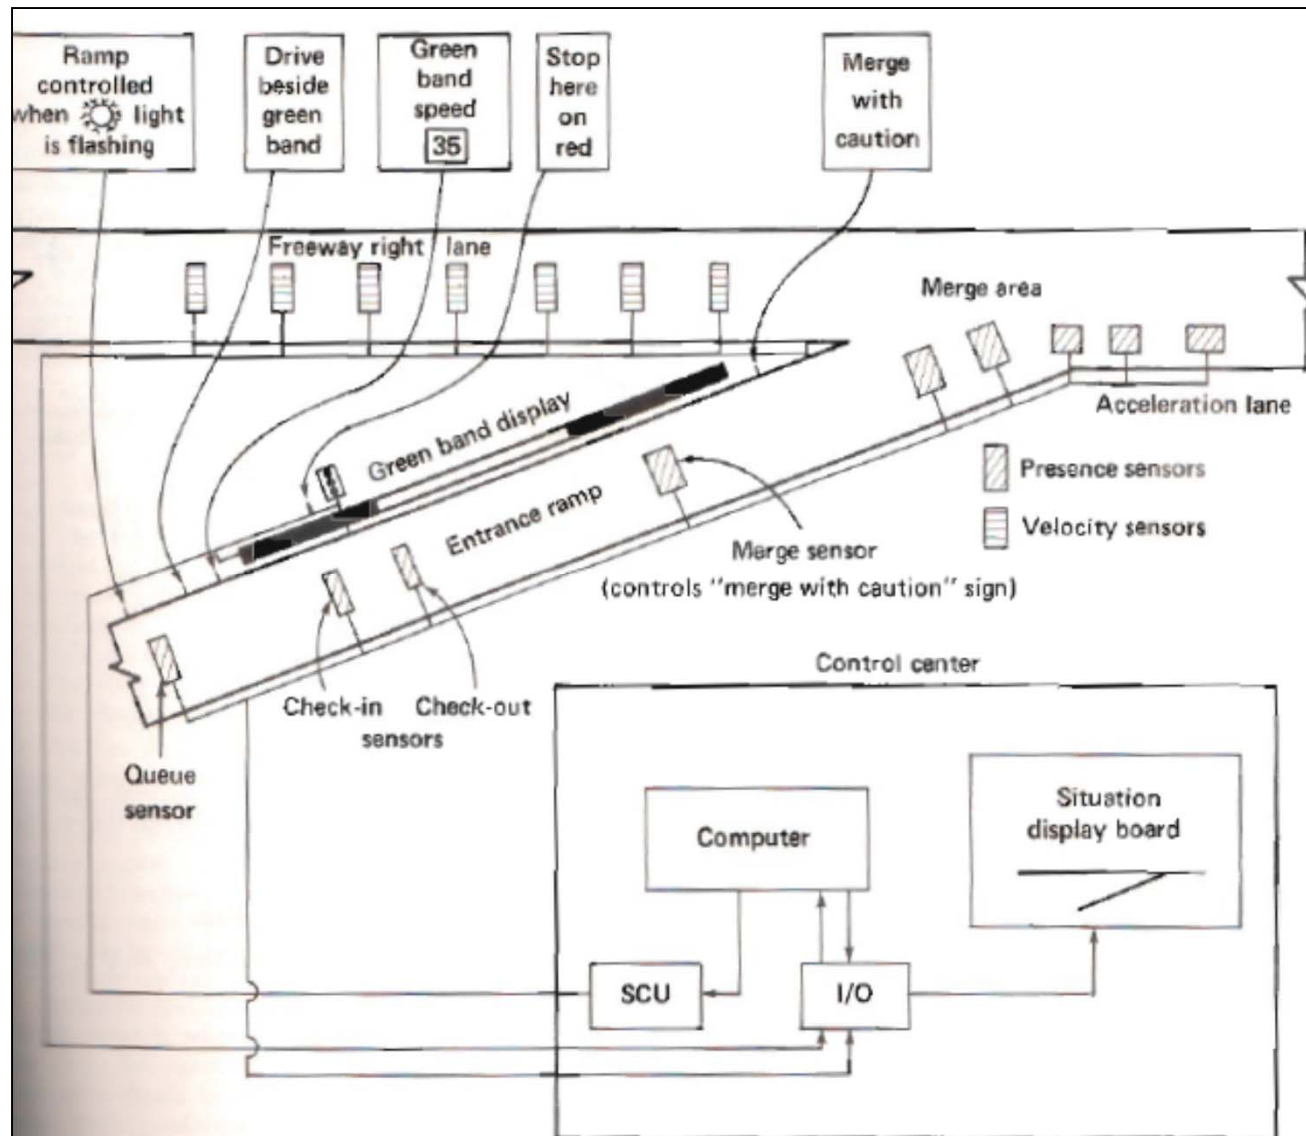 Ramp
controlled
when light
is flashing
Drive
beside
green
band
Green
band
speed
35
Stop
here
on
red
Merge
with
caution
Freeway right lane
Merge area
Acceleration lane
Green band display
Entrance ramp
Presence sensors
Velocity sensors
Merge sensor
(controls "merge with caution" sign)
Check-in Check-out
sensors
Queue
sensor
Control center
Computer
Situation
display board
SCU
I/O